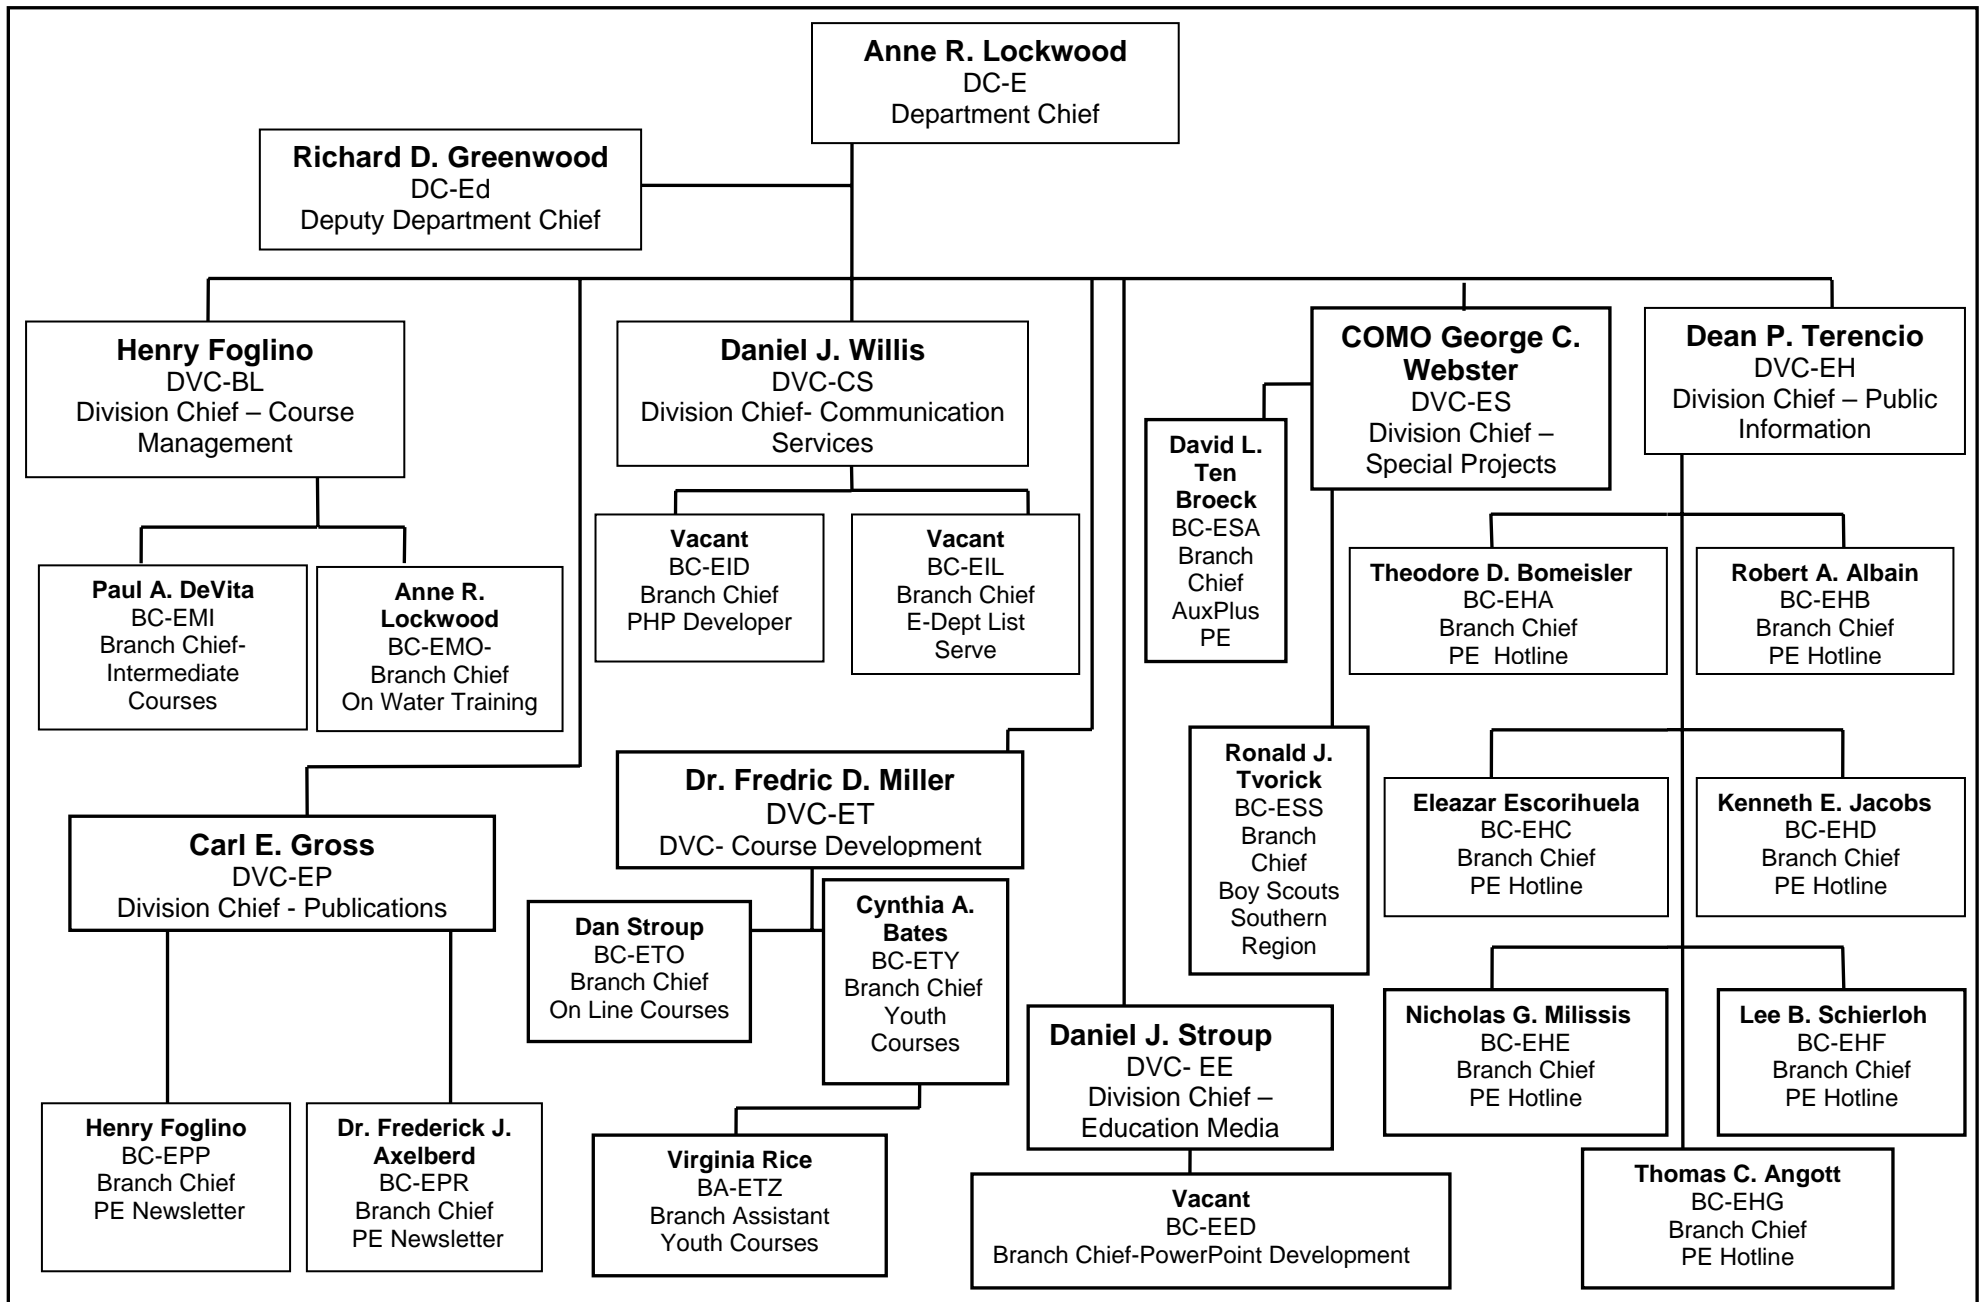 Anne R. Lockwood
DC-E
Department Chief
Richard D. Greenwood
DC-Ed
Deputy Department Chief
Henry Foglino
DVC-BL
Division Chief – Course
Management
Daniel J. Willis
DVC-CS
Division Chief- Communication
Services
COMO George C.
Webster
DVC-ES
Division Chief –
Special Projects
Dean P. Terencio
DVC-EH
Division Chief – Public
Information
Paul A. DeVita
BC-EMI
Branch Chief-
Intermediate
Courses
Anne R.
Lockwood
BC-EMO-
Branch Chief
On Water Training
Vacant
BC-EID
Branch Chief
PHP Developer
Vacant
BC-EIL
Branch Chief
E-Dept List
Serve
David L.
Ten
Broeck
BC-ESA
Branch
Chief
AuxPlus
PE
Theodore D. Bomeisler
BC-EHA
Branch Chief
PE  Hotline
Robert A. Albain
BC-EHB
Branch Chief
PE Hotline
Carl E. Gross
DVC-EP
Division Chief - Publications
Dr. Fredric D. Miller
DVC-ET
DVC- Course Development
Ronald J.
Tvorick
BC-ESS
Branch
Chief
Boy Scouts
Southern
Region
Eleazar Escorihuela
BC-EHC
Branch Chief
PE Hotline
Kenneth E. Jacobs
BC-EHD
Branch Chief
PE Hotline
Dan Stroup
BC-ETO
Branch Chief
On Line Courses
Cynthia A.
Bates
BC-ETY
Branch Chief
Youth
Courses
Daniel J. Stroup
DVC- EE
Division Chief –
Education Media
Nicholas G. Milissis
BC-EHE
Branch Chief
PE Hotline
Lee B. Schierloh
BC-EHF
Branch Chief
PE Hotline
Henry Foglino
BC-EPP
Branch Chief
PE Newsletter
Dr. Frederick J.
Axelberd
BC-EPR
Branch Chief
PE Newsletter
Virginia Rice
BA-ETZ
Branch Assistant
Youth Courses
Vacant
BC-EED
Branch Chief-PowerPoint Development
Thomas C. Angott
BC-EHG
Branch Chief
PE Hotline